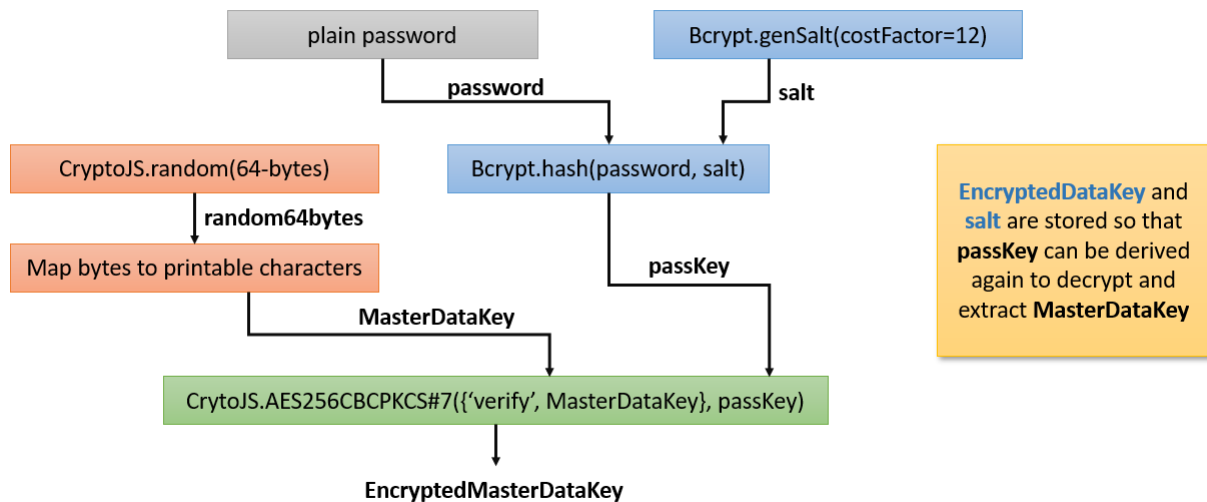 plain password
Bcrypt.genSalt(costFactor=12)
password
salt
CryptoJS.random(64-bytes)
Bcrypt.hash(password, salt)
random64bytes
Map bytes to printable characters
passKey
MasterDataKey
EncryptedDataKey and
salt are stored so that
passKey can be derived
again to decrypt and
extract MasterDataKey
CrytoJS.AES256CBCPKCS#7({‘verify’, MasterDataKey}, passKey)
EncryptedMasterDataKey